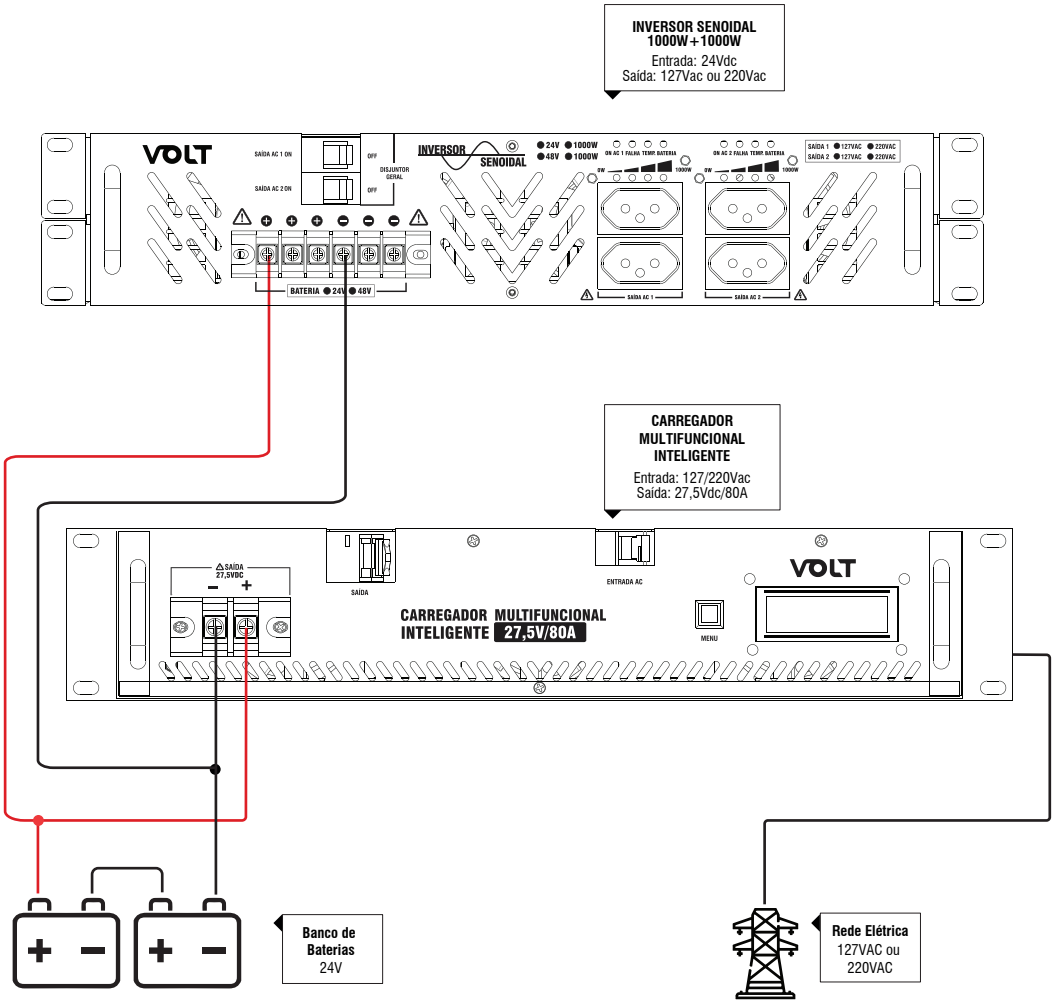 INVERSOR SENOIDAL
1000W+1000W
Entrada: 24Vdc
Saída: 127Vac ou 220Vac
VOLT
SAÍDA AC 1 ON
OFF
SAÍDA AC 2 ON
OFF
DISJUNTOR
GERAL
INVERSOR
SENOIDAL
24V 1000W
48V 1000W
ON AC 1 FALHA TEMP. BATERIA
0W 1000W
ON AC 2 FALHA TEMP. BATERIA
0W 1000W
SAÍDA 1 127VAC 220VAC
SAÍDA 2 127VAC 220VAC
BATERIA 24V 48V
SAÍDA AC 1
SAÍDA AC 2
CARREGADOR
MULTIFUNCIONAL
INTELIGENTE
Entrada: 127/220Vac
Saída: 27,5Vdc/80A
SAÍDA
27,5VDC
− +
SAÍDA
ENTRADA AC
CARREGADOR MULTIFUNCIONAL
INTELIGENTE 27,5V/80A
MENU
VOLT
+ − + −
Banco de
Baterias
24V
Rede Elétrica
127VAC ou
220VAC